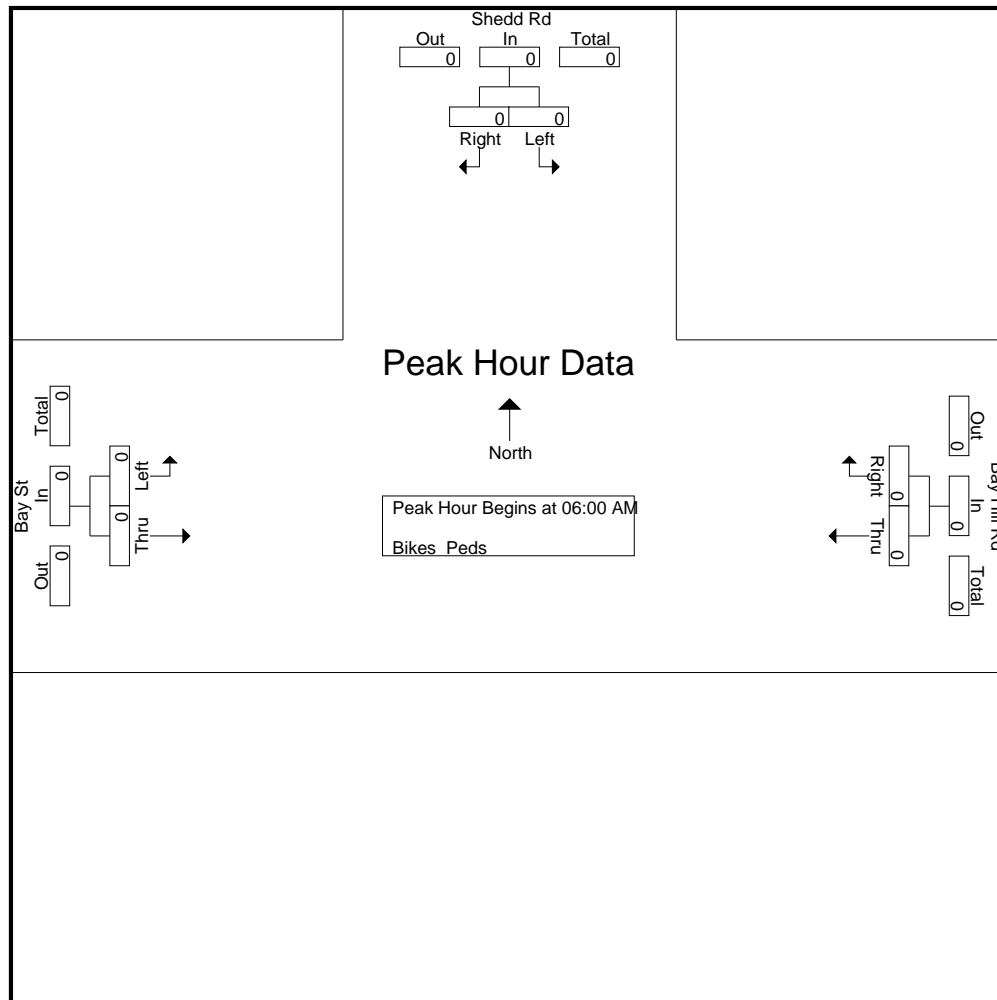 Shedd Rd
Out In Total
0 0 0
0 0
Right Left
Peak Hour Data
North
Peak Hour Begins at 06:00 AM
Bikes Peds
Bay St
Out In Total
0 0 0
0 0
Thru Left
Out In Total
0 0 0
0 0
Right Thru